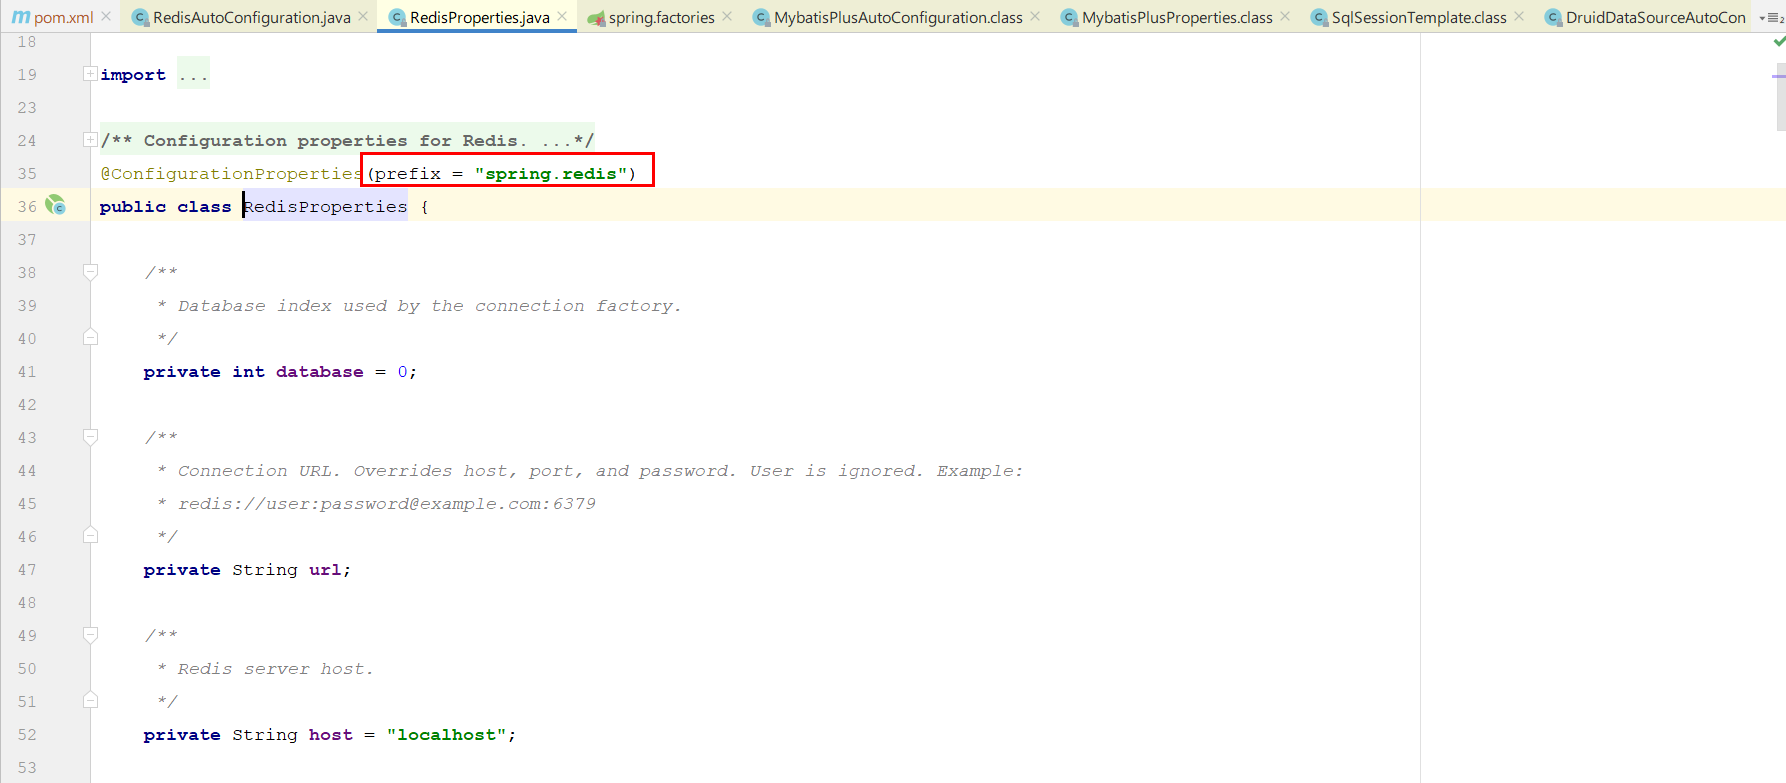 pom.xml RedisAutoConfiguration.java RedisProperties.java spring.factories MybatisPlusAutoConfiguration.class MybatisPlusProperties.class SqlSessionTemplate.class DruidDataSourceAutoCon
18
19 import ...
23
24 /** Configuration properties for Redis. ...*/
35 @ConfigurationProperties(prefix = "spring.redis")
36 public class RedisProperties {
37
38 /**
39 * Database index used by the connection factory.
40 */
41 private int database = 0;
42
43 /**
44 * Connection URL. Overrides host, port, and password. User is ignored. Example:
45 * redis://user:password@example.com:6379
46 */
47 private String url;
48
49 /**
50 * Redis server host.
51 */
52 private String host = "localhost";
53